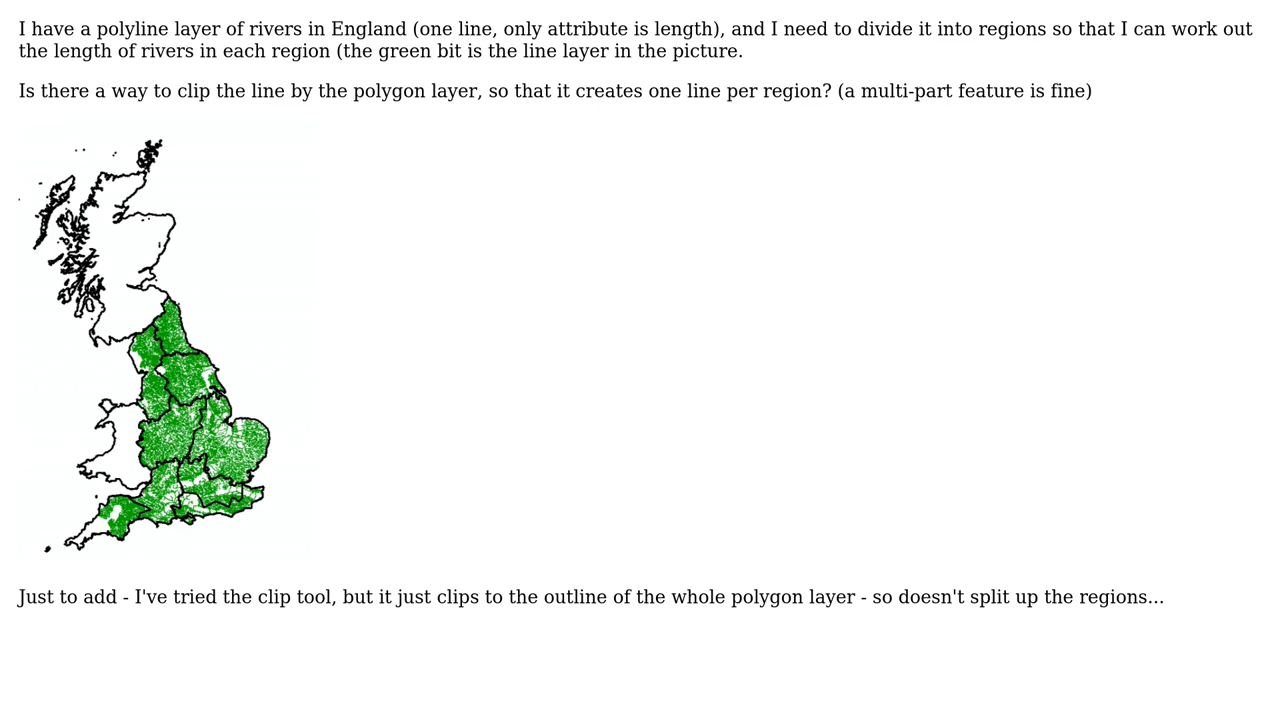 I have a polyline layer of rivers in England (one line, only attribute is length), and I need to divide it into regions so that I can work out
the length of rivers in each region (the green bit is the line layer in the picture.
Is there a way to clip the line by the polygon layer, so that it creates one line per region? (a multi-part feature is fine)
Just to add - I've tried the clip tool, but it just clips to the outline of the whole polygon layer - so doesn't split up the regions...